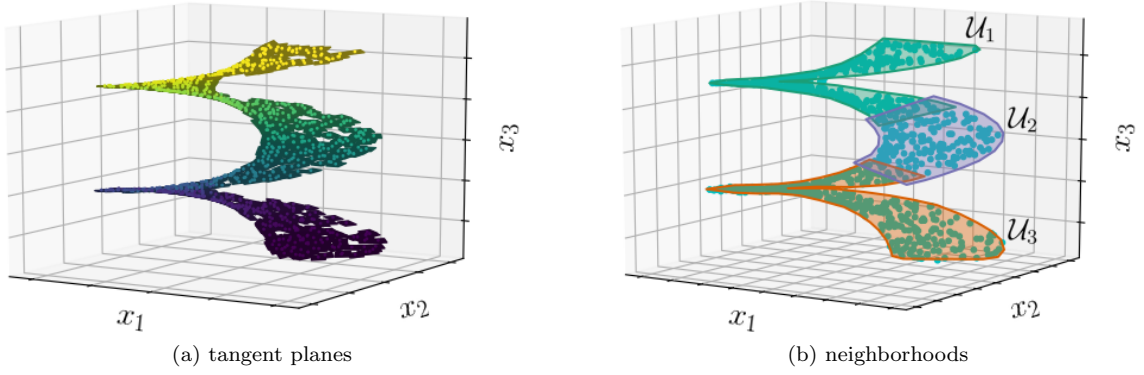 x₃
x₁
x₂
(a) tangent planes
𝒰₁
𝒰₂
𝒰₃
x₃
x₁
x₂
(b) neighborhoods